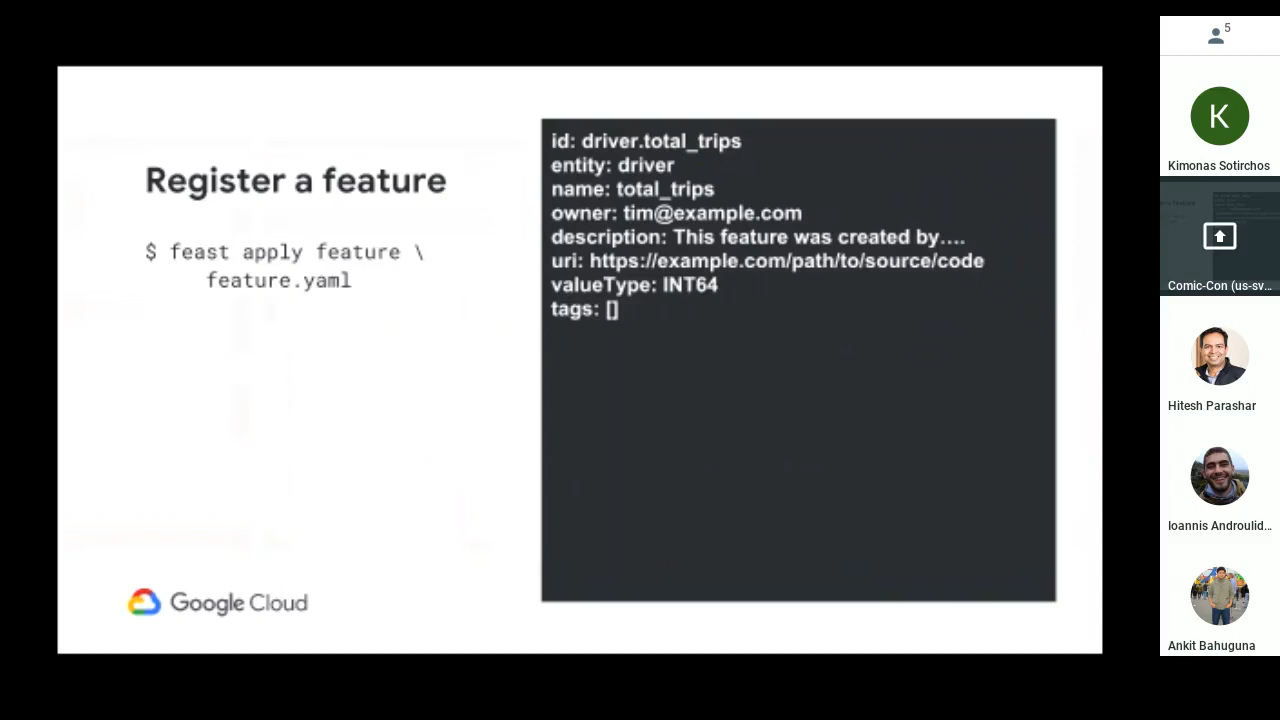 Register a feature
$ feast apply feature \
feature.yaml
Google Cloud
id: driver.total_trips
entity: driver
name: total_trips
owner: tim@example.com
description: This feature was created by....
uri: https://example.com/path/to/source/code
valueType: INT64
tags: []
5
K
Kimonas Sotirchos
Comic-Con (us-sv...
Hitesh Parashar
Ioannis Androulid...
Ankit Bahuguna